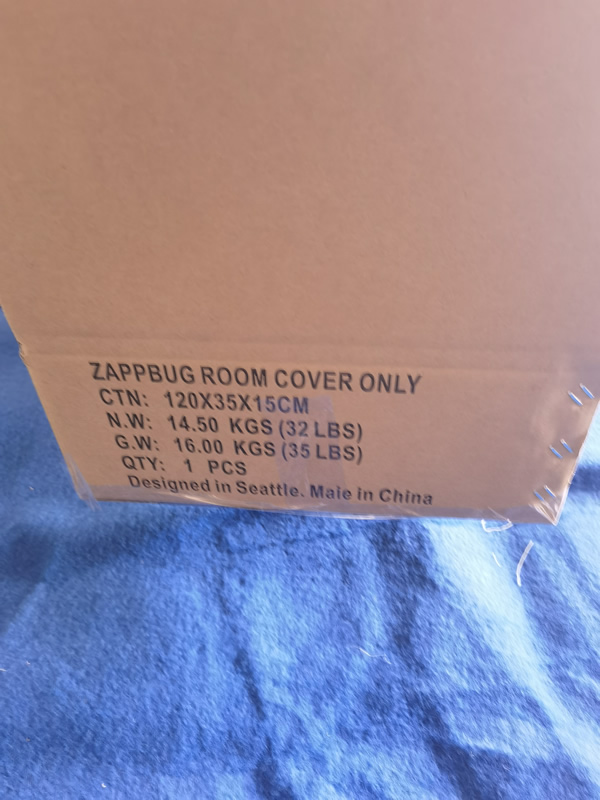 ZAPPBUG ROOM COVER ONLY
CTN: 120X35X15CM
N.W: 14.50 KGS (32 LBS)
G.W: 16.00 KGS (35 LBS)
QTY: 1 PCS
Designed in Seattle. Maie in China